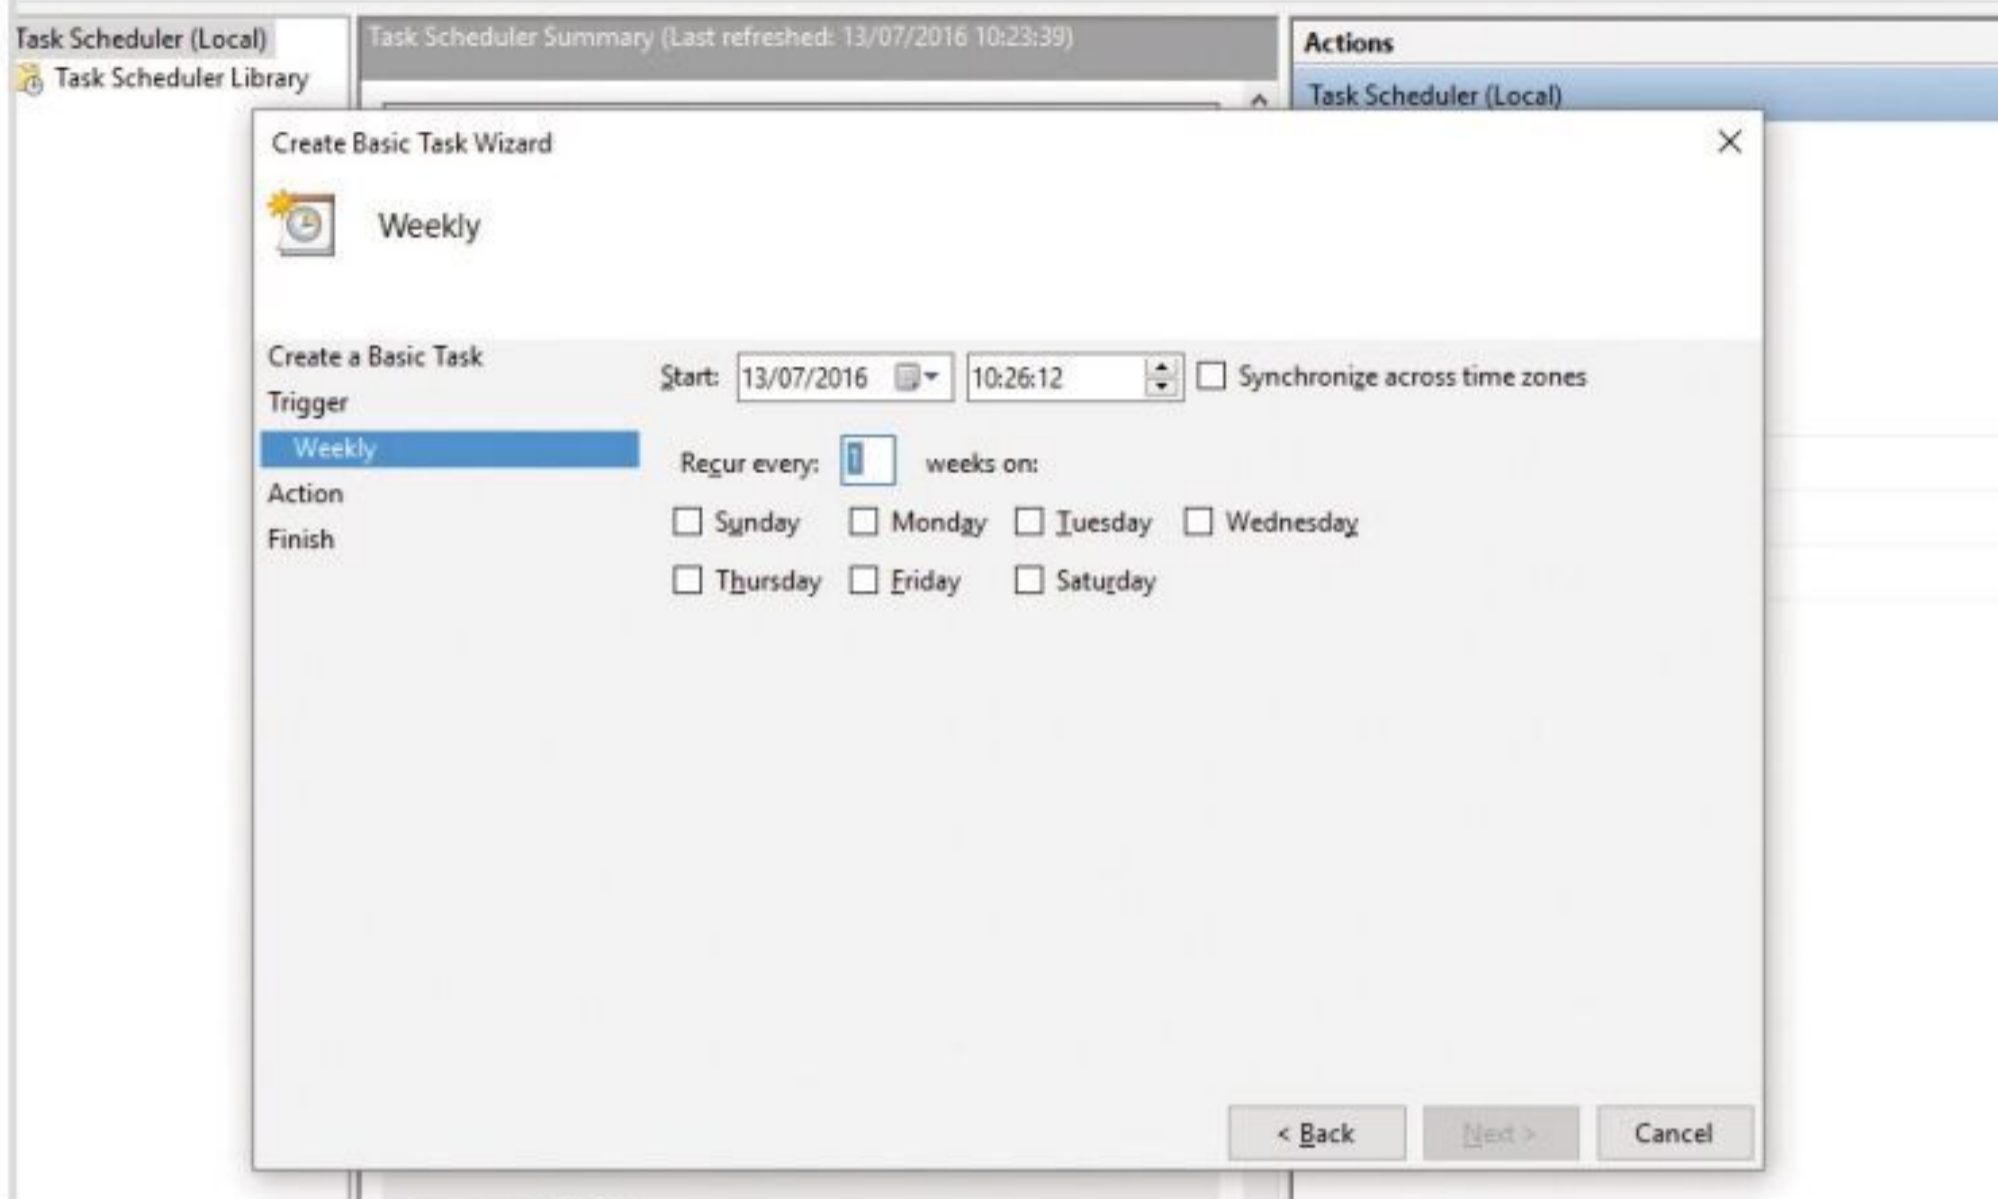 Task Scheduler (Local)
Task Scheduler Library
Task Scheduler Summary (Last refreshed: 13/07/2016 10:23:39)
Actions
Task Scheduler (Local)
Create Basic Task Wizard
Weekly
Create a Basic Task
Trigger
Weekly
Action
Finish
Start: 13/07/2016 10:26:12 Synchronize across time zones
Recur every: 1 weeks on:
Sunday Monday Tuesday Wednesday
Thursday Friday Saturday
< Back Next > Cancel